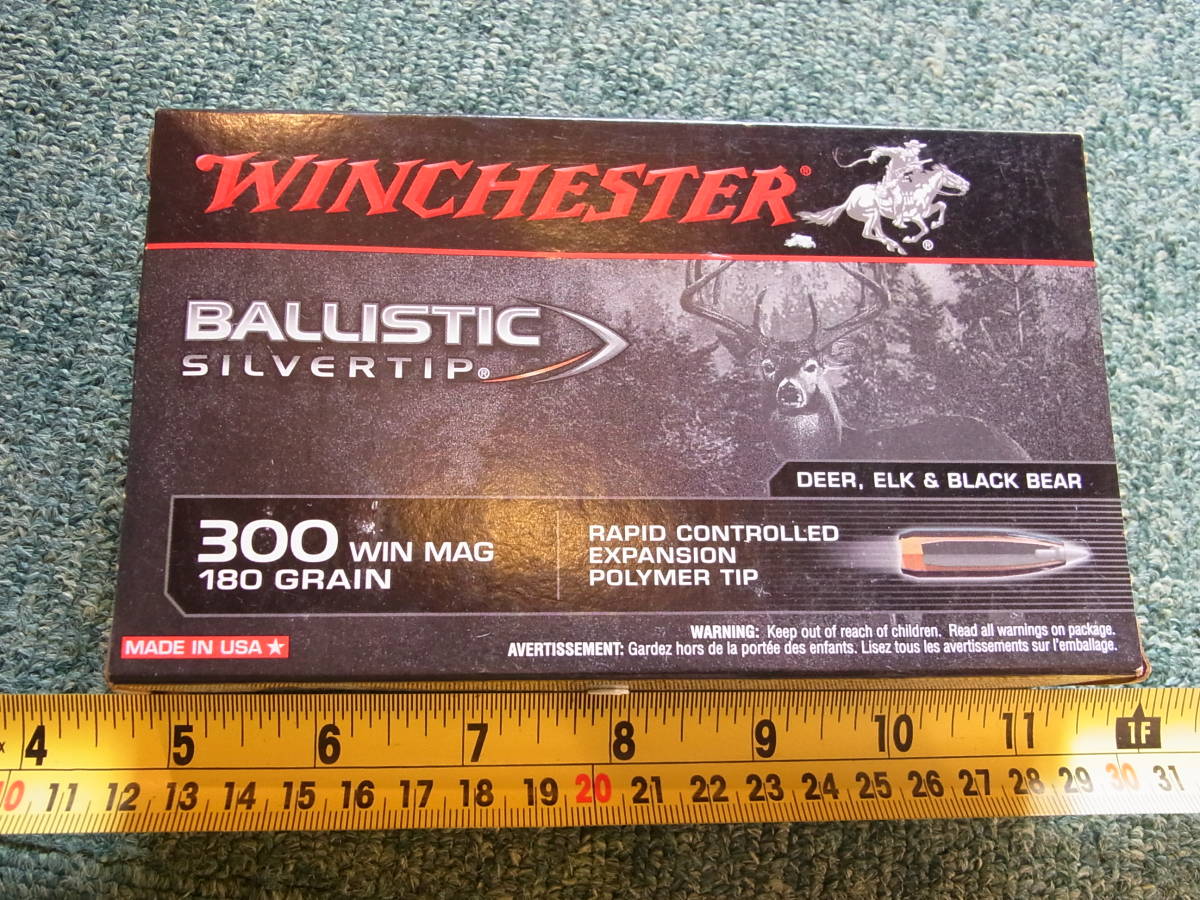 WINCHESTER®
®
BALLISTIC
SILVERTIP®
DEER, ELK & BLACK BEAR
300 WIN MAG
180 GRAIN
RAPID CONTROLLED
EXPANSION
POLYMER TIP
WARNING: Keep out of reach of children. Read all warnings on package.
AVERTISSEMENT: Gardez hors de la portée des enfants. Lisez tous les avertissements sur l'emballage.
MADE IN USA
4 5 6 7 8 9 10 11 1F
10 11 12 13 14 15 16 17 18 19 20 21 22 23 24 25 26 27 28 29 30 31